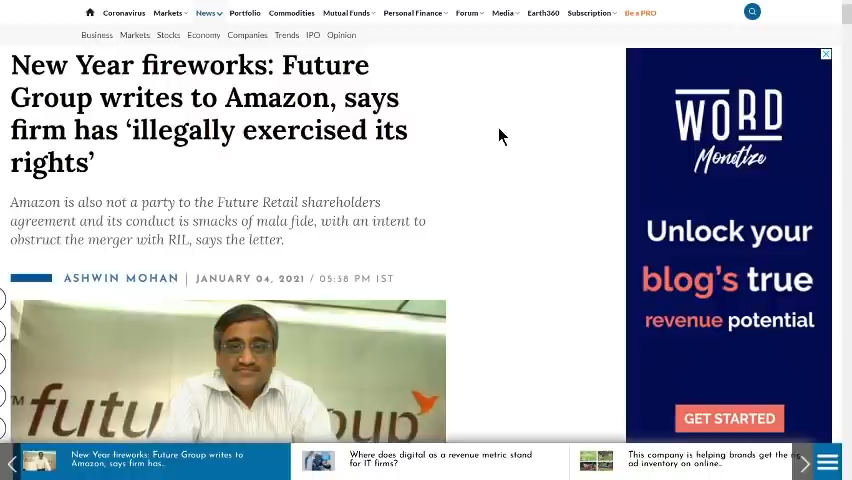 Coronavirus Markets News Portfolio Commodities Mutual Funds Personal Finance Forum Media Earth360 Subscription Be a PRO
Business Markets Stocks Economy Companies Trends IPO Opinion
New Year fireworks: Future
Group writes to Amazon, says
firm has ‘illegally exercised its
rights’
Amazon is also not a party to the Future Retail shareholders
agreement and its conduct is smacks of mala fide, with an intent to
obstruct the merger with RIL, says the letter.
ASHWIN MOHAN | JANUARY 04, 2021 / 05:38 PM IST
WORD
Monetize
Unlock your
blog's true
revenue potential
GET STARTED
New Year fireworks: Future Group writes to
Amazon, says firm has...
Where does digital as a revenue metric stand
for IT firms?
This company is helping brands get the
ad inventory on online...